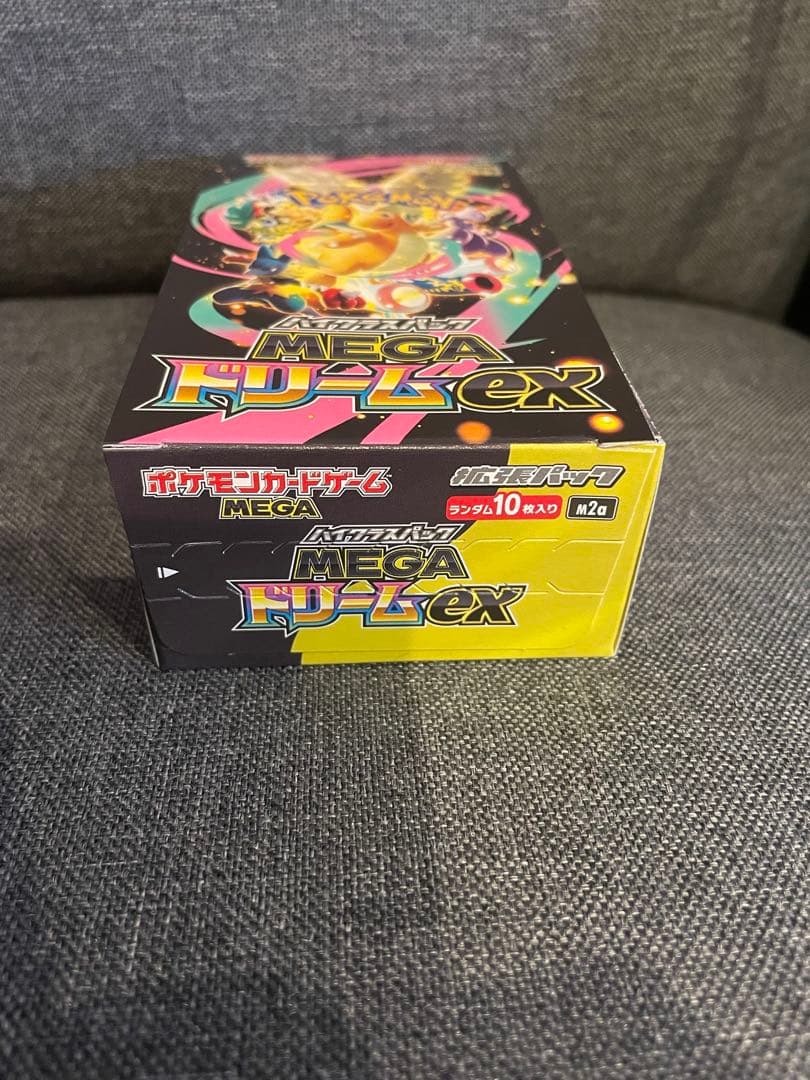 POKÉMON
ハイクラスパック
MEGA
ドリームex
ポケモンカードゲーム
MEGA
拡張パック
ランダム10枚入り
M2a
ハイクラスパック
MEGA
ドリームex